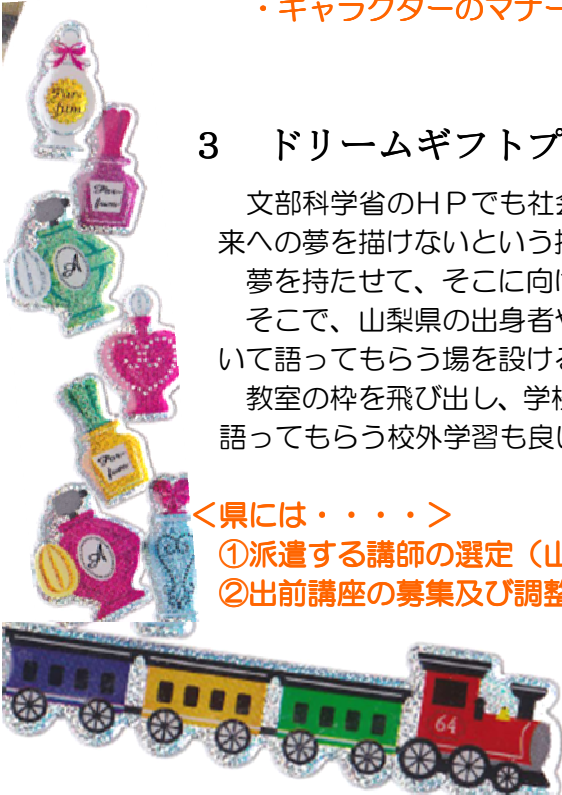 ・キャラクターのマナー
３　ドリームギフトプ
文部科学省のＨＰでも社会
来への夢を描けないという
夢を持たせて、そこに向け
そこで、山梨県の出身者や
いて語ってもらう場を設ける
教室の枠を飛び出し、学校
語ってもらう校外学習も良い
＜県には・・・・＞
①派遣する講師の選定（山
②出前講座の募集及び調整
Par-
fum
Par-
fum
A
Par-
fum
A
64